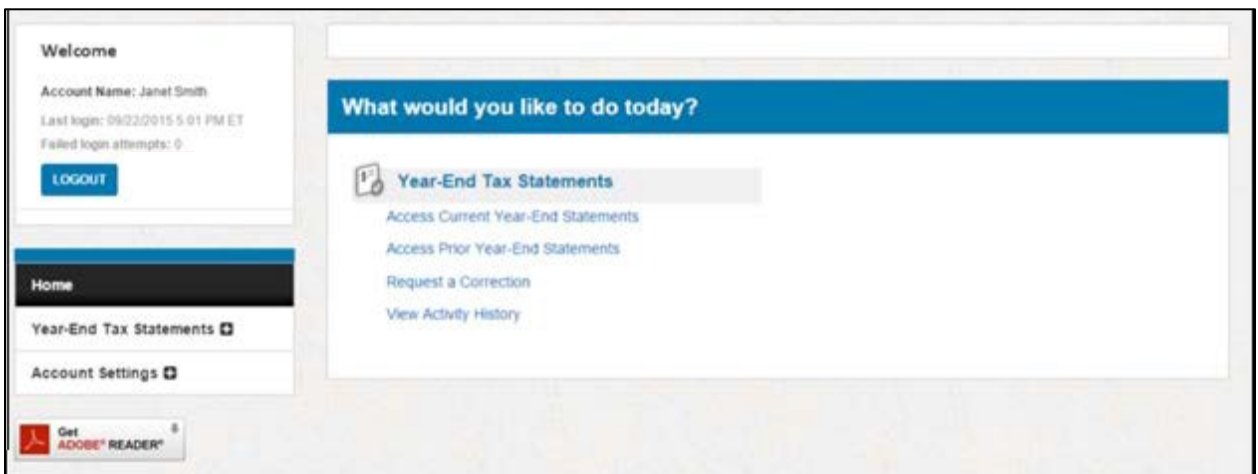 Welcome
Account Name: Janet Smith
Last login: 09/22/2015 5:01 PM ET
Failed login attempts: 0
LOGOUT
Home
Year-End Tax Statements
Account Settings
Get
ADOBE® READER®
What would you like to do today?
Year-End Tax Statements
Access Current Year-End Statements
Access Prior Year-End Statements
Request a Correction
View Activity History